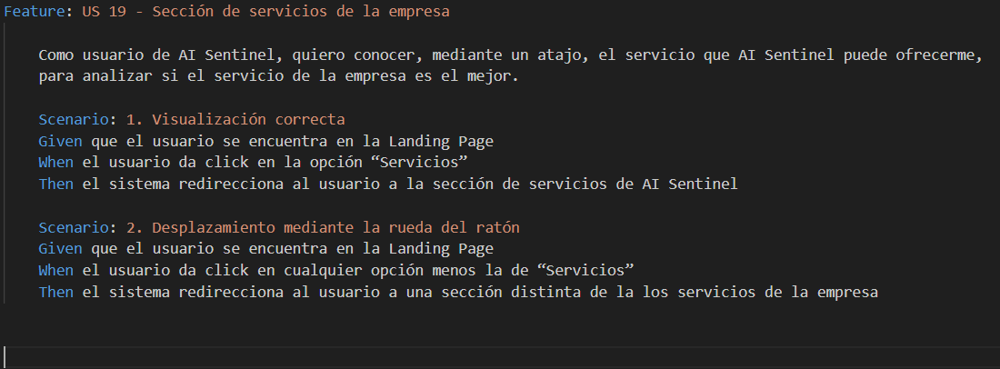 Feature: US 19 - Sección de servicios de la empresa
Como usuario de AI Sentinel, quiero conocer, mediante un atajo, el servicio que AI Sentinel puede ofrecerme,
para analizar si el servicio de la empresa es el mejor.
Scenario: 1. Visualización correcta
Given que el usuario se encuentra en la Landing Page
When el usuario da click en la opción “Servicios”
Then el sistema redirecciona al usuario a la sección de servicios de AI Sentinel
Scenario: 2. Desplazamiento mediante la rueda del ratón
Given que el usuario se encuentra en la Landing Page
When el usuario da click en cualquier opción menos la de “Servicios”
Then el sistema redirecciona al usuario a una sección distinta de la los servicios de la empresa